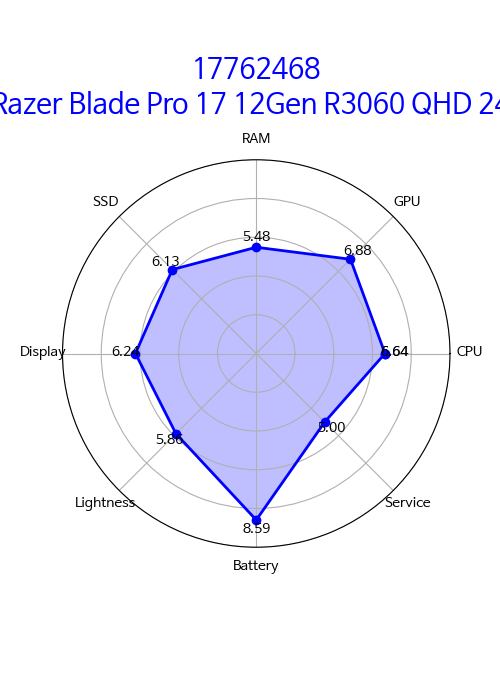 17762468
Razer Blade Pro 17 12Gen R3060 QHD 24
RAM
SSD
GPU
5.48
6.13
6.88
Display
6.24
6.64
CPU
5.86
5.00
Lightness
Service
8.59
Battery